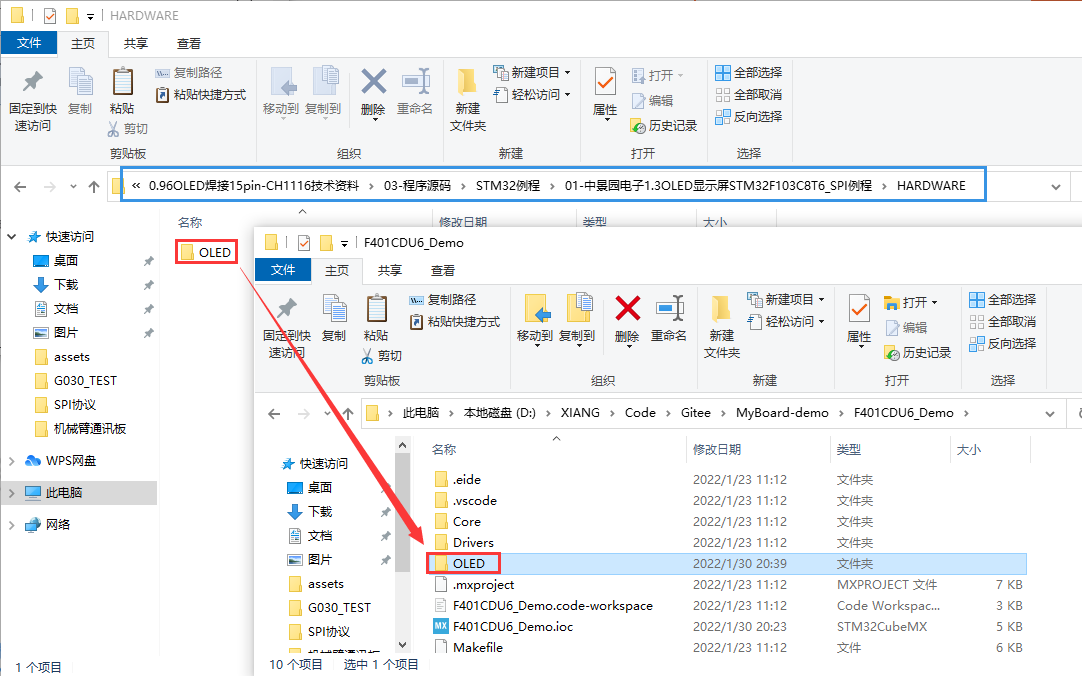 HARDWARE
文件 主页 共享 查看
固定到快速访问 复制 粘贴 复制路径 粘贴快捷方式 剪切
移动到 复制到 删除 重命名 新建文件夹 新建项目 轻松访问
属性 打开 编辑 历史记录 全部选择 全部取消 反向选择
剪贴板 组织 新建 打开 选择
« 0.96OLED焊接15pin-CH1116技术资料 › 03-程序源码 › STM32例程 › 01-中景园电子1.3OLED显示屏STM32F103C8T6_SPI例程 › HARDWARE
名称 修改日期 类型 大小
OLED
快速访问
桌面
下载
文档
图片
assets
G030_TEST
SPI协议
机械臂通讯板
WPS网盘
此电脑
网络
1 个项目
F401CDU6_Demo
文件 主页 共享 查看
固定到快速访问 复制 粘贴 复制路径 粘贴快捷方式 剪切
移动到 复制到 删除 重命名 新建文件夹 新建项目 轻松访问
属性 打开 编辑 历史记录 全部选择 全部取消 反向选择
剪贴板 组织 新建 打开 选择
此电脑 › 本地磁盘 (D:) › XIANG › Code › Gitee › MyBoard-demo › F401CDU6_Demo ›
快速访问
桌面
下载
文档
图片
assets
G030_TEST
SPI协议
机械臂通讯板
名称 修改日期 类型 大小
.eide 2022/1/23 11:12 文件夹
.vscode 2022/1/23 11:12 文件夹
Core 2022/1/23 11:12 文件夹
Drivers 2022/1/23 11:12 文件夹
OLED 2022/1/30 20:39 文件夹
.mxproject 2022/1/23 11:12 MXPROJECT 文件 7 KB
F401CDU6_Demo.code-workspace 2022/1/23 11:12 Code Workspac... 3 KB
MX F401CDU6_Demo.ioc 2022/1/30 20:23 STM32CubeMX 5 KB
Makefile 2022/1/23 11:12 文件 6 KB
10 个项目 选中 1 个项目